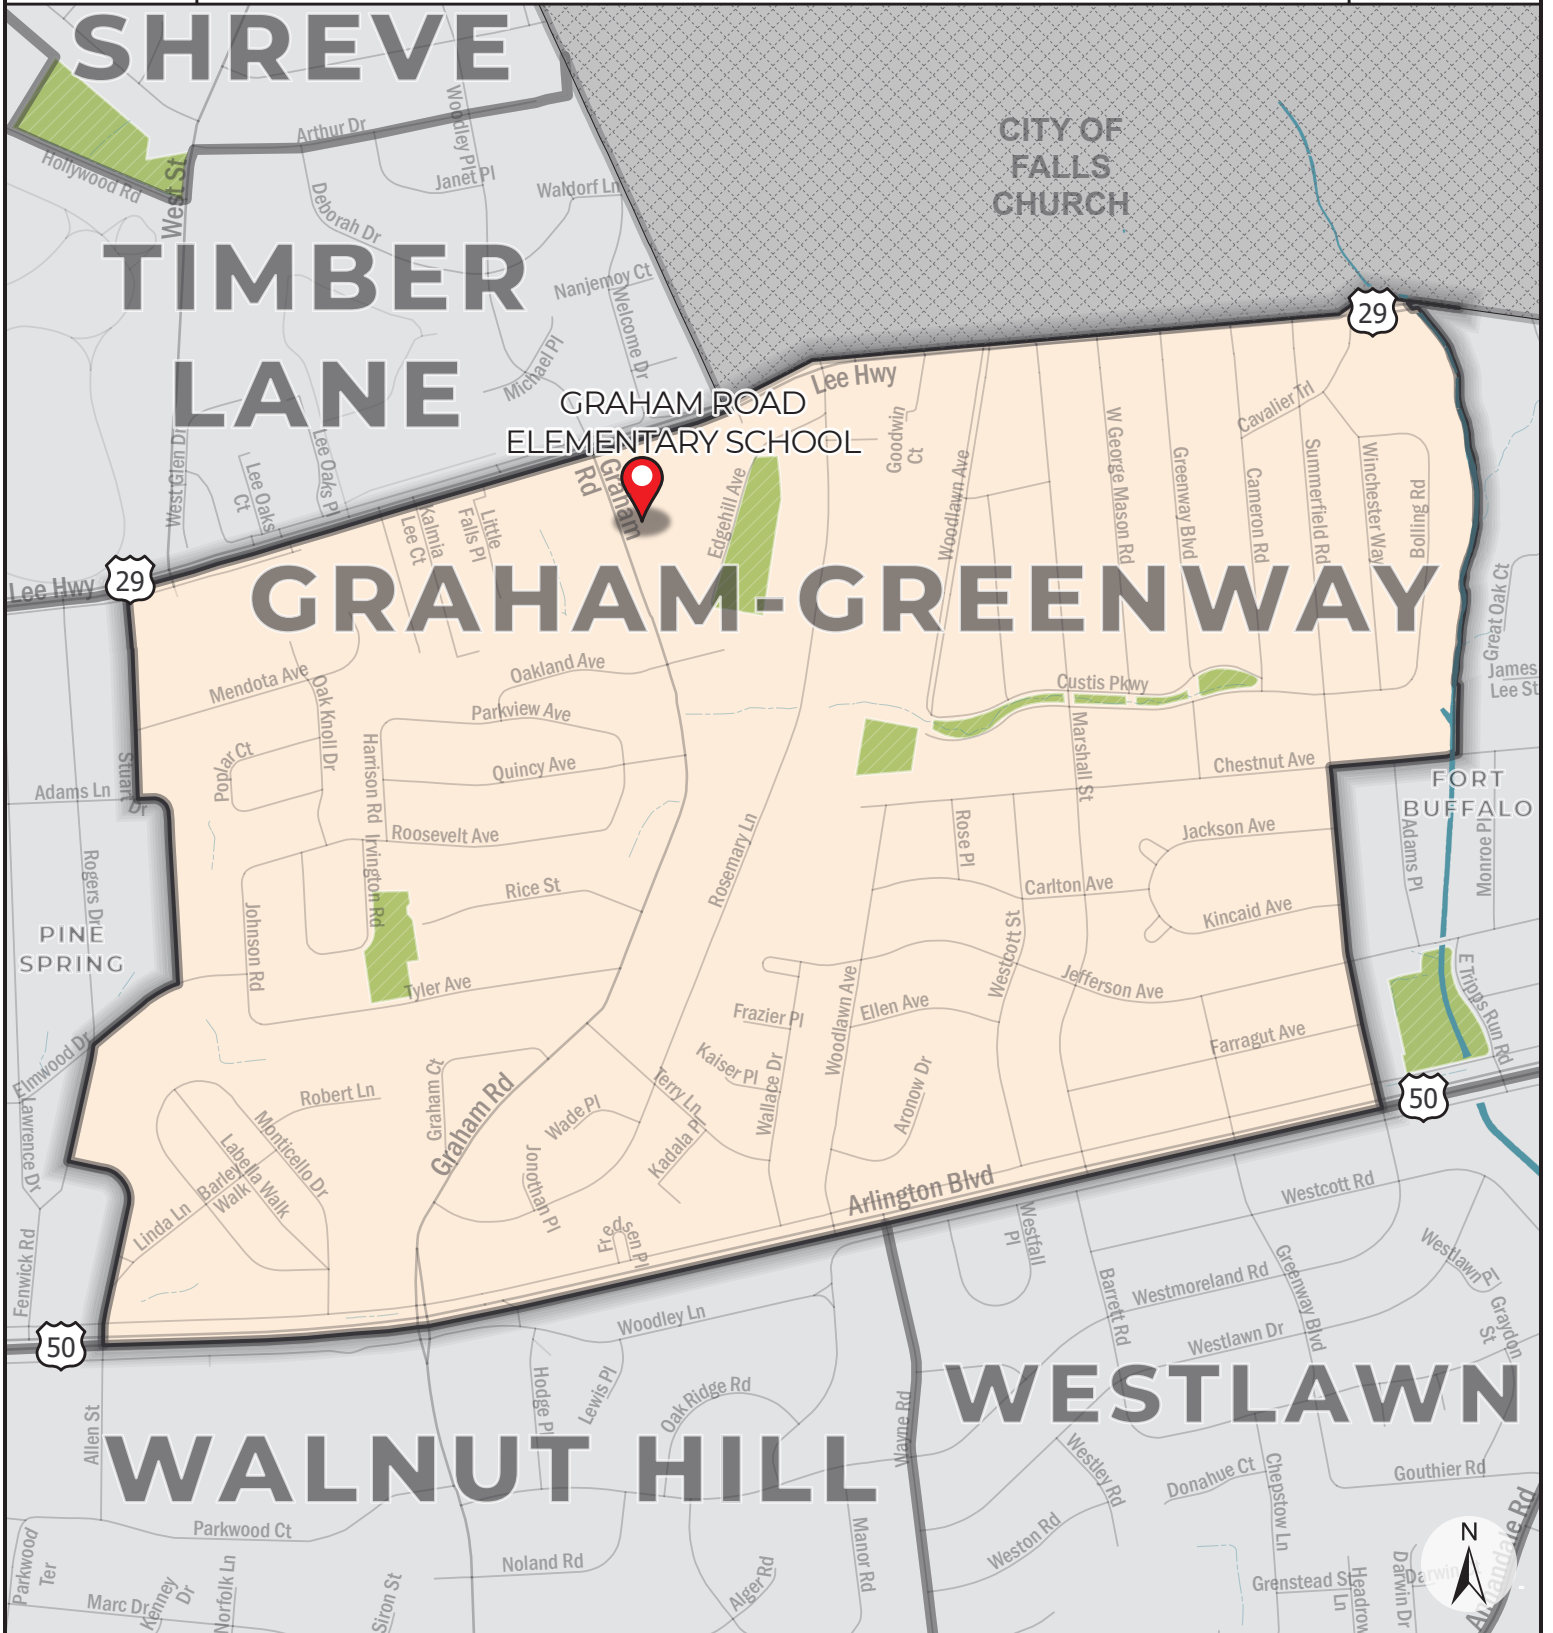 SHREVE
CITY OF
FALLS
CHURCH
Arthur Dr
Woodley Pl
Janet Pl
Waldorf Ln
Hollywood Rd
West St
Deborah Dr
TIMBER
LANE
Nanjemoy Ct
Welcome Dr
Michael Pl
29
Lee Hwy
GRAHAM ROAD
ELEMENTARY SCHOOL
Graham
Rd
West Glen Dr
Lee Oaks
Ct
Lee Oaks Pl
Kalmia
Lee Ct
Little
Falls Pl
Edgehill Ave
Goodwin
Ct
Woodlawn Ave
W George Mason Rd
Greenway Blvd
Cameron Rd
Cavalier Trl
Summerfield Rd
Winchester Way
Bolling Rd
Great Oak Ct
James
Lee St
29
Lee Hwy
GRAHAM-GREENWAY
Mendota Ave
Oak Knoll Dr
Oakland Ave
Parkview Ave
Quincy Ave
Poplar Ct
Harrison Rd
Roosevelt Ave
Irvington Rd
Rice St
Johnson Rd
Tyler Ave
Custis Pkwy
Marshall St
Chestnut Ave
Rosemary Ln
Rose Pl
Jackson Ave
Carlton Ave
Kincaid Ave
Westcott St
Jefferson Ave
Farragut Ave
Frazier Pl
Woodlawn Ave
Ellen Ave
Kaiser Pl
Wallace Dr
Aronow Dr
Terry Ln
Kadala Pl
Wade Pl
Jonothan Pl
Fredsen Pl
Graham Ct
Graham Rd
Robert Ln
Monticello Dr
Labella Walk
Barley
Walk
Linda Ln
Arlington Blvd
Stuart
Dr
Adams Ln
Rogers Dr
PINE
SPRING
Elmwood Dr
Lawrence Dr
Fenwick Rd
50
FORT
BUFFALO
Adams Pl
Monroe Pl
E Tripps Run Rd
50
Westcott Rd
Westfall
Pl
Barrett Rd
Westmoreland Rd
Greenway Blvd
Westlawn
Pl
Westlawn Dr
Graydon
St
WESTLAWN
Woodley Ln
Hodge Pl
Lewis Pl
Oak Ridge Rd
Wayne Rd
Allen St
WALNUT HILL
Westley Rd
Donahue Ct
Chepstow Ln
Gouthier Rd
Weston Rd
Parkwood Ct
Parkwood
Ter
Marc Dr
Kenney
Dr
Norfolk Ln
Siron St
Noland Rd
Alger Rd
Manor Rd
Grenstead St
Headrow
Ln
Darwin Dr
Annandale Rd
N